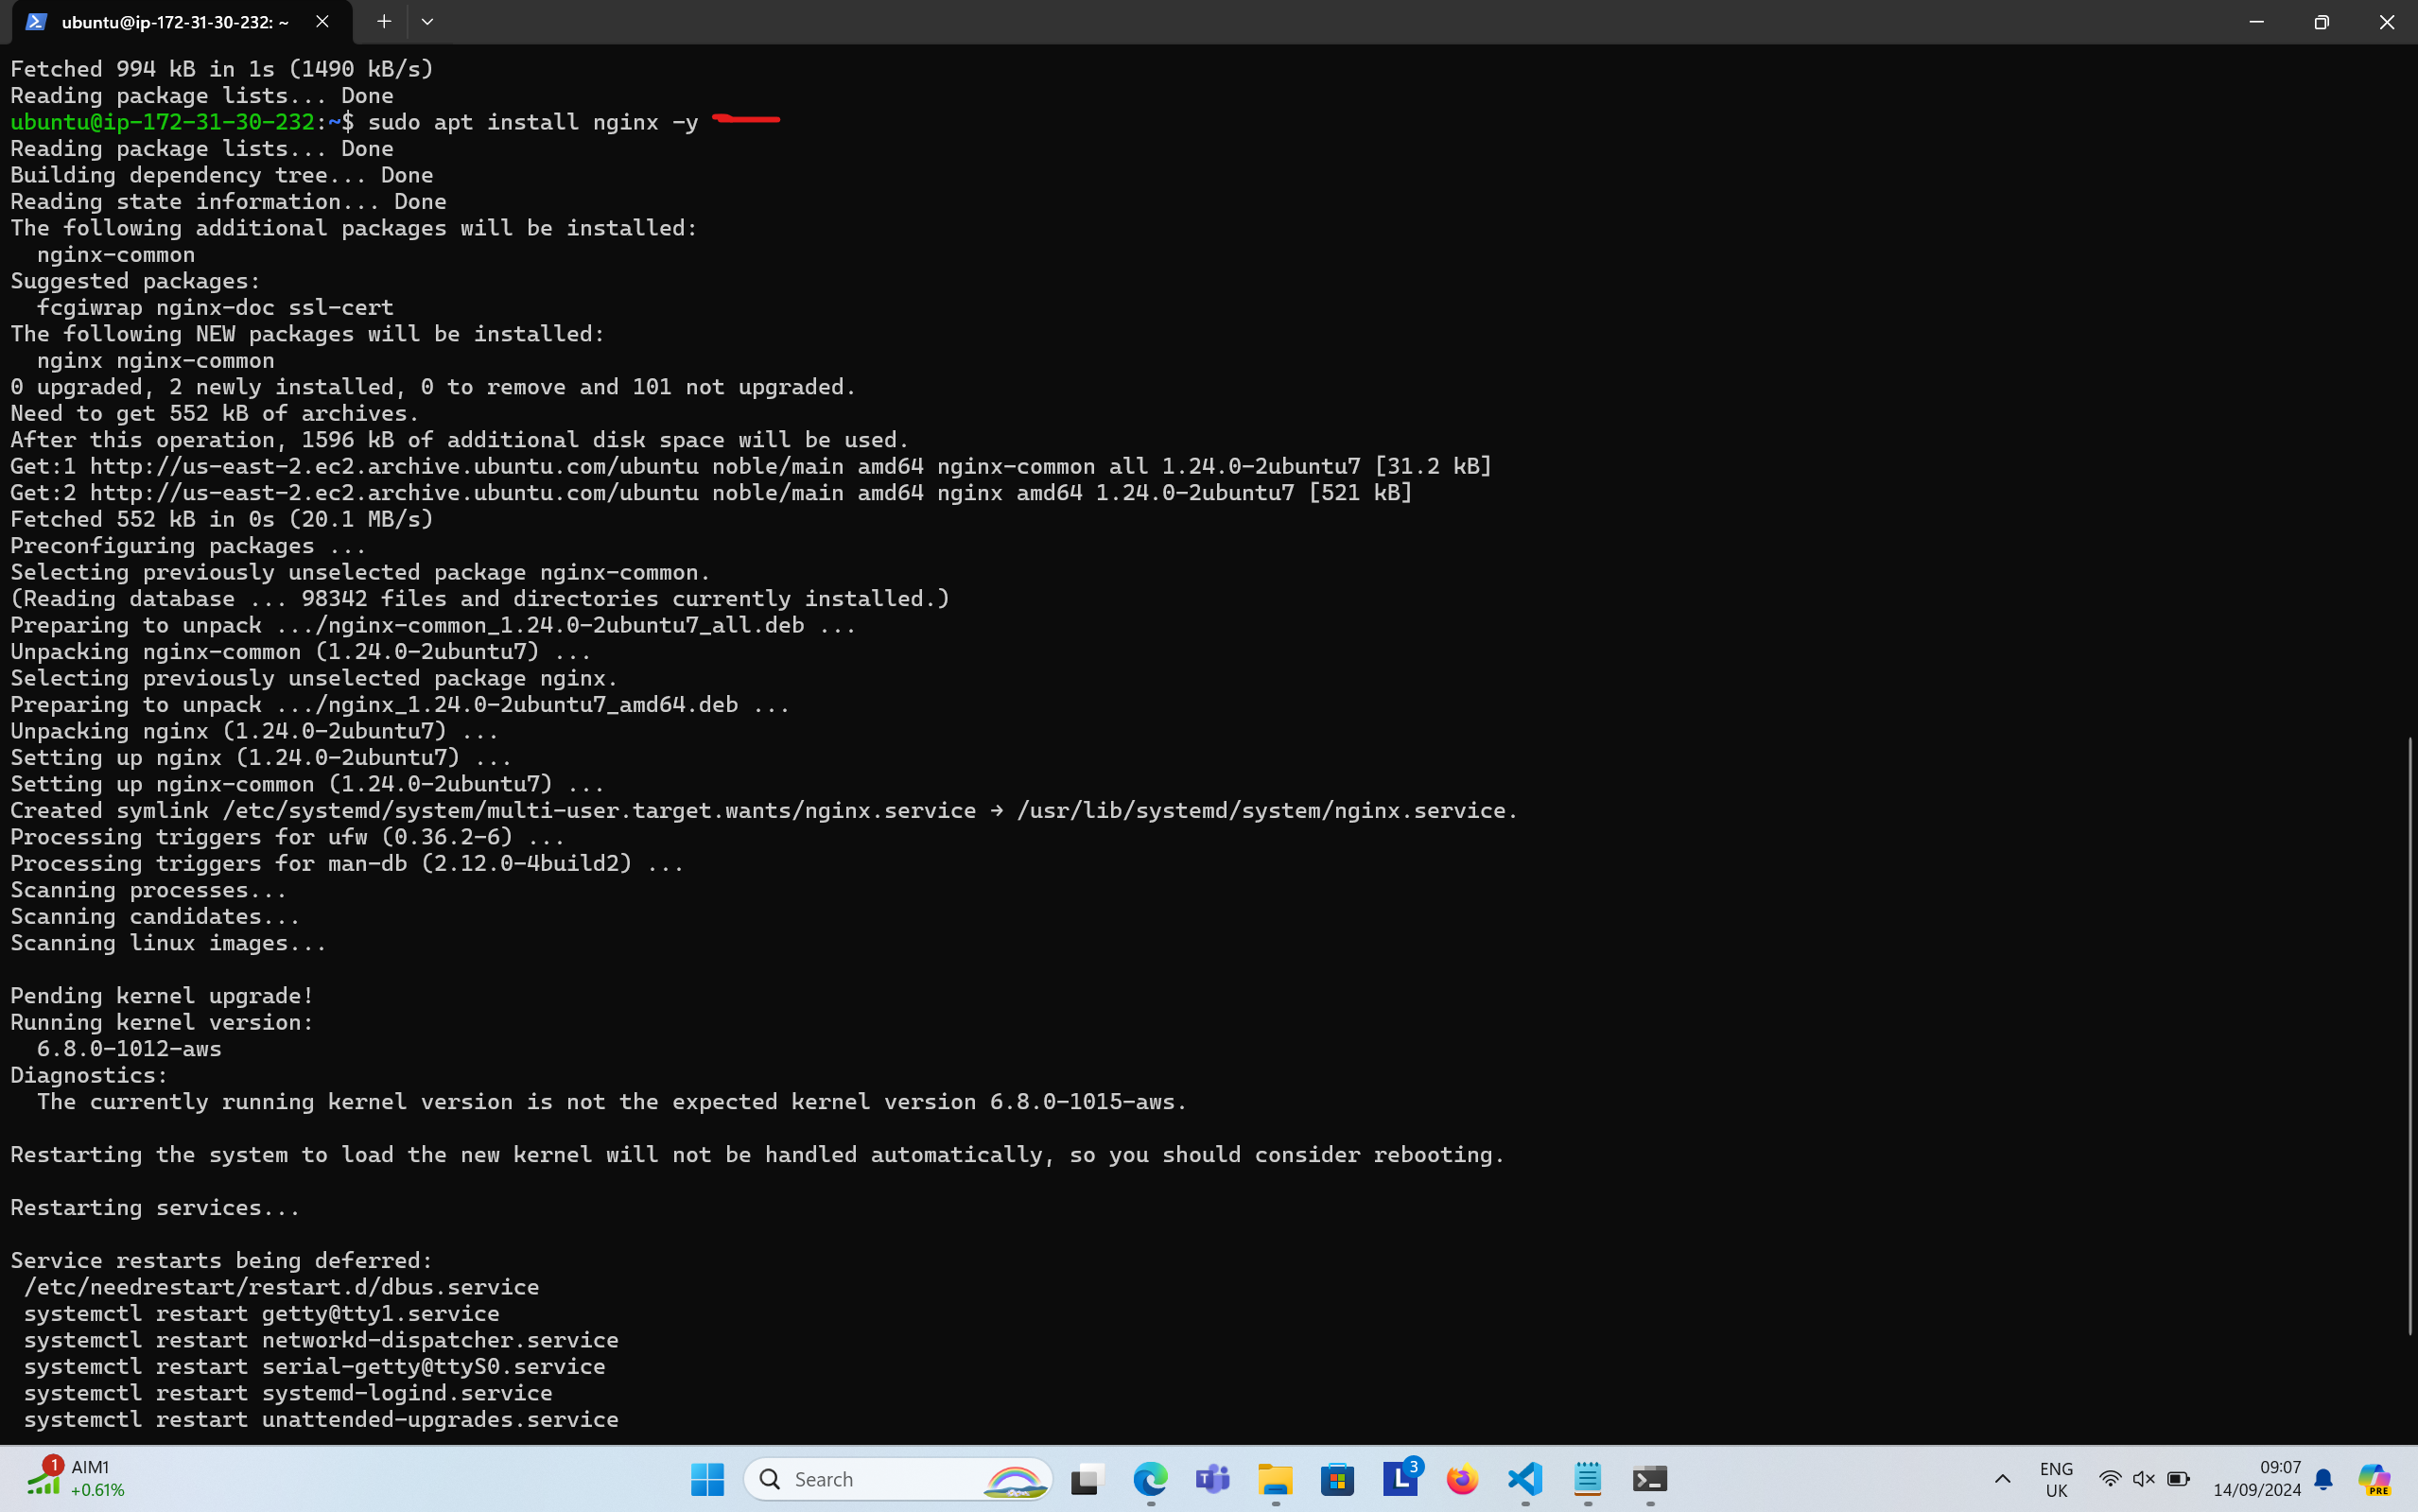 ubuntu@ip-172-31-30-232: ~
Fetched 994 kB in 1s (1490 kB/s)
Reading package lists... Done
ubuntu@ip-172-31-30-232:~$ sudo apt install nginx -y
Reading package lists... Done
Building dependency tree... Done
Reading state information... Done
The following additional packages will be installed:
  nginx-common
Suggested packages:
  fcgiwrap nginx-doc ssl-cert
The following NEW packages will be installed:
  nginx nginx-common
0 upgraded, 2 newly installed, 0 to remove and 101 not upgraded.
Need to get 552 kB of archives.
After this operation, 1596 kB of additional disk space will be used.
Get:1 http://us-east-2.ec2.archive.ubuntu.com/ubuntu noble/main amd64 nginx-common all 1.24.0-2ubuntu7 [31.2 kB]
Get:2 http://us-east-2.ec2.archive.ubuntu.com/ubuntu noble/main amd64 nginx amd64 1.24.0-2ubuntu7 [521 kB]
Fetched 552 kB in 0s (20.1 MB/s)
Preconfiguring packages ...
Selecting previously unselected package nginx-common.
(Reading database ... 98342 files and directories currently installed.)
Preparing to unpack .../nginx-common_1.24.0-2ubuntu7_all.deb ...
Unpacking nginx-common (1.24.0-2ubuntu7) ...
Selecting previously unselected package nginx.
Preparing to unpack .../nginx_1.24.0-2ubuntu7_amd64.deb ...
Unpacking nginx (1.24.0-2ubuntu7) ...
Setting up nginx (1.24.0-2ubuntu7) ...
Setting up nginx-common (1.24.0-2ubuntu7) ...
Created symlink /etc/systemd/system/multi-user.target.wants/nginx.service → /usr/lib/systemd/system/nginx.service.
Processing triggers for ufw (0.36.2-6) ...
Processing triggers for man-db (2.12.0-4build2) ...
Scanning processes...
Scanning candidates...
Scanning linux images...
Pending kernel upgrade!
Running kernel version:
  6.8.0-1012-aws
Diagnostics:
  The currently running kernel version is not the expected kernel version 6.8.0-1015-aws.
Restarting the system to load the new kernel will not be handled automatically, so you should consider rebooting.
Restarting services...
Service restarts being deferred:
 /etc/needrestart/restart.d/dbus.service
 systemctl restart getty@tty1.service
 systemctl restart networkd-dispatcher.service
 systemctl restart serial-getty@ttyS0.service
 systemctl restart systemd-logind.service
 systemctl restart unattended-upgrades.service
1 AIM1
+0.61%
Search
T
L 3
ENG
UK
09:07
14/09/2024
PRE